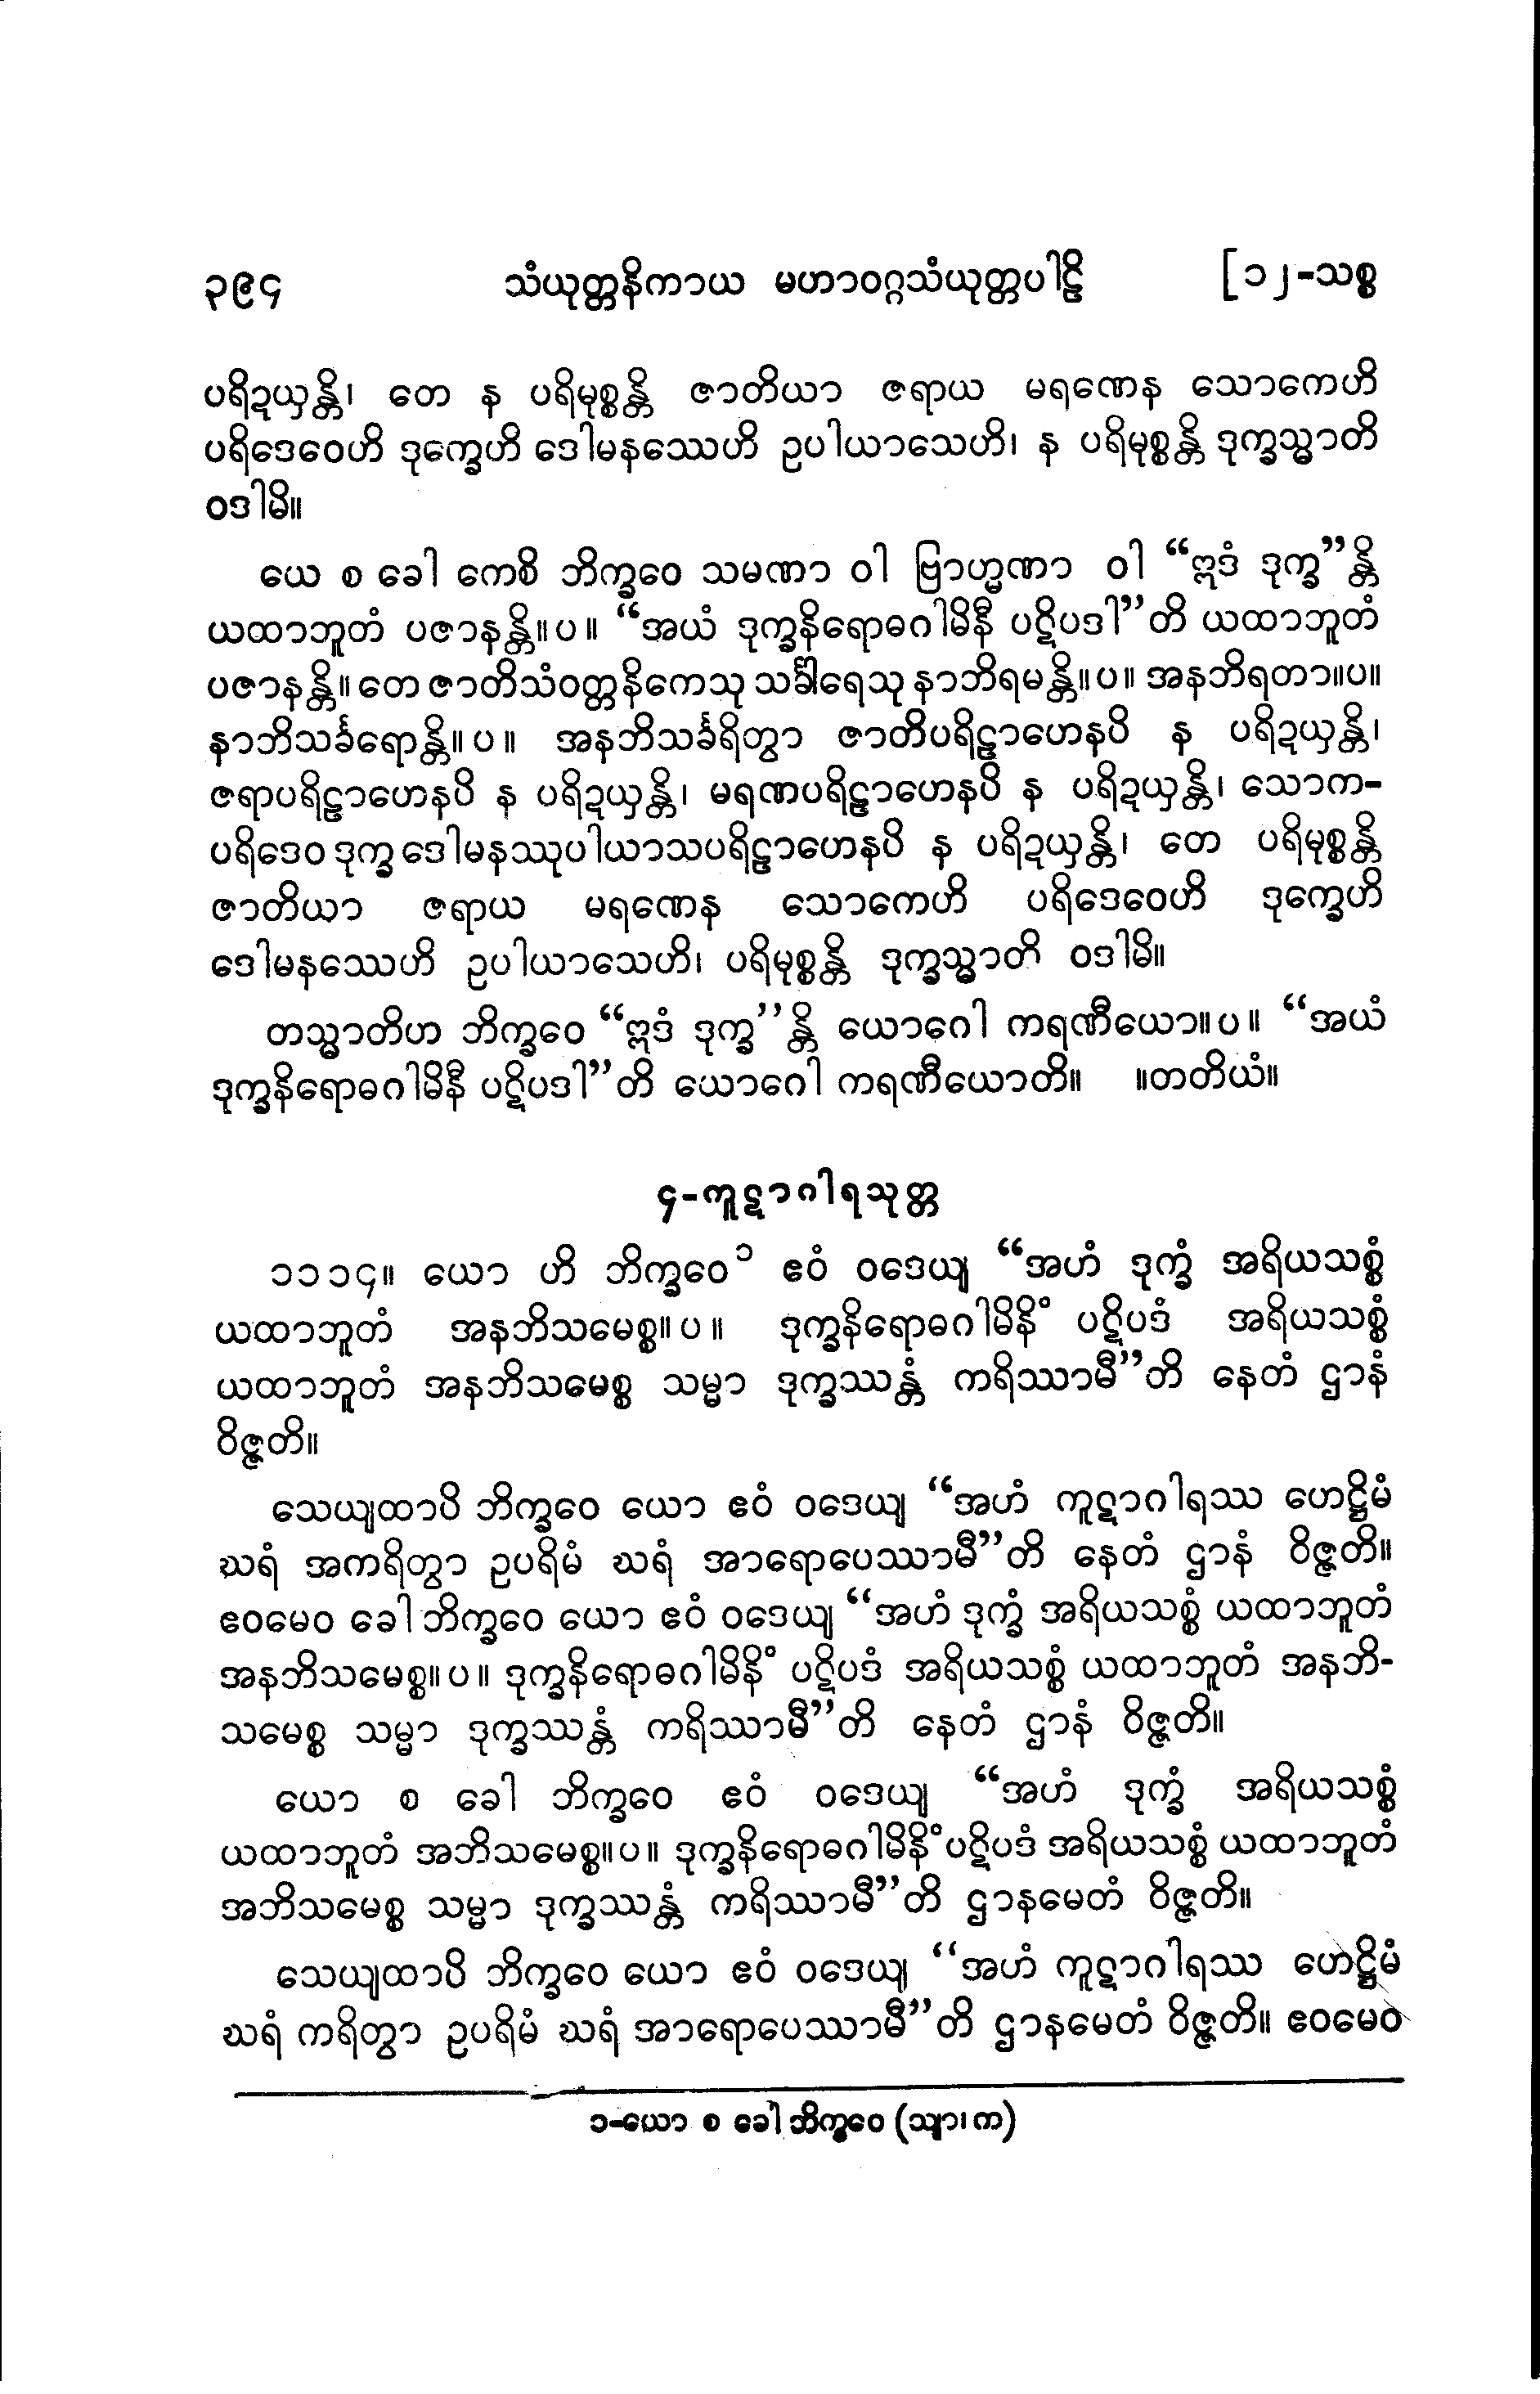 ၃၉၄ သံယုတ္တနိကာယ မဟာဝဂ္ဂသံယုတ္တပါဠိ [၁၂-သစ္စ
ပရိဍယှန္တိ၊ တေ န ပရိမုစ္စန္တိ ဇာတိယာ ဇရာယ မရဏေန သောကေဟိ
ပရိဒေဝေဟိ ဒုက္ခေဟိ ဒေါမနဿေဟိ ဥပါယာသေဟိ၊ န ပရိမုစ္စန္တိ ဒုက္ခသ္မာတိ
ဝဒါမိ။
ယေ စ ခေါ ကေစိ ဘိက္ခဝေ သမဏာ ဝါ ဗြာဟ္မဏာ ဝါ “ဣဒံ ဒုက္ခ”န္တိ
ယထာဘူတံ ပဇာနန္တိ။ပ။ “အယံ ဒုက္ခနိရောဓဂါမိနီ ပဋိပဒါ”တိ ယထာဘူတံ
ပဇာနန္တိ။ တေ ဇာတိသံဝတ္တနိကေသု သင်္ခါရေသု နာဘိရမန္တိ။ပ။ အနဘိရတာ။ပ။
နာဘိသင်္ခရောန္တိ။ပ။ အနဘိသင်္ခရိတွာ ဇာတိပရိဠာဟေနပိ န ပရိဍယှန္တိ၊
ဇရာပရိဠာဟေနပိ န ပရိဍယှန္တိ၊ မရဏပရိဠာဟေနပိ န ပရိဍယှန္တိ၊ သောက-
ပရိဒေဝ ဒုက္ခ ဒေါမနဿုပါယာသပရိဠာဟေနပိ န ပရိဍယှန္တိ၊ တေ ပရိမုစ္စန္တိ
ဇာတိယာ ဇရာယ မရဏေန သောကေဟိ ပရိဒေဝေဟိ ဒုက္ခေဟိ
ဒေါမနဿေဟိ ဥပါယာသေဟိ၊ ပရိမုစ္စန္တိ ဒုက္ခသ္မာတိ ဝဒါမိ။
တသ္မာတိဟ ဘိက္ခဝေ “ဣဒံ ဒုက္ခ”န္တိ ယောဂေါ ကရဏီယော။ပ။ “အယံ
ဒုက္ခနိရောဓဂါမိနီ ပဋိပဒါ”တိ ယောဂေါ ကရဏီယောတိ။ ။တတိယံ။
၄-ကူဋာဂါရသုတ္တ
၁၁၁၄။ ယော ဟိ ဘိက္ခဝေ ၁ ဧဝံ ဝဒေယျ “အဟံ ဒုက္ခံ အရိယသစ္စံ
ယထာဘူတံ အနဘိသမေစ္စ။ပ။ ဒုက္ခနိရောဓဂါမိနိံ ပဋိပဒံ အရိယသစ္စံ
ယထာဘူတံ အနဘိသမေစ္စ သမ္မာ ဒုက္ခဿန္တံ ကရိဿာမီ”တိ နေတံ ဌာနံ
ဝိဇ္ဇတိ။
သေယျထာပိ ဘိက္ခဝေ ယော ဧဝံ ဝဒေယျ “အဟံ ကူဋာဂါရဿ ဟေဋ္ဌိမံ
ဃရံ အကရိတွာ ဥပရိမံ ဃရံ အာရောပေဿာမီ”တိ နေတံ ဌာနံ ဝိဇ္ဇတိ။
ဧဝမေဝ ခေါ ဘိက္ခဝေ ယော ဧဝံ ဝဒေယျ “အဟံ ဒုက္ခံ အရိယသစ္စံ ယထာဘူတံ
အနဘိသမေစ္စ။ပ။ ဒုက္ခနိရောဓဂါမိနိံ ပဋိပဒံ အရိယသစ္စံ ယထာဘူတံ အနဘိ-
သမေစ္စ သမ္မာ ဒုက္ခဿန္တံ ကရိဿာမီ”တိ နေတံ ဌာနံ ဝိဇ္ဇတိ။
ယော စ ခေါ ဘိက္ခဝေ ဧဝံ ဝဒေယျ “အဟံ ဒုက္ခံ အရိယသစ္စံ
ယထာဘူတံ အဘိသမေစ္စ။ပ။ ဒုက္ခနိရောဓဂါမိနိံ ပဋိပဒံ အရိယသစ္စံ ယထာဘူတံ
အဘိသမေစ္စ သမ္မာ ဒုက္ခဿန္တံ ကရိဿာမီ”တိ ဌာနမေတံ ဝိဇ္ဇတိ။
သေယျထာပိ ဘိက္ခဝေ ယော ဧဝံ ဝဒေယျ “အဟံ ကူဋာဂါရဿ ဟေဋ္ဌိမံ
ဃရံ ကရိတွာ ဥပရိမံ ဃရံ အာရောပေဿာမီ”တိ ဌာနမေတံ ဝိဇ္ဇတိ။ ဧဝမေဝ
၁-ယော စ ခေါ ဘိက္ခဝေ (သျာ၊ က)